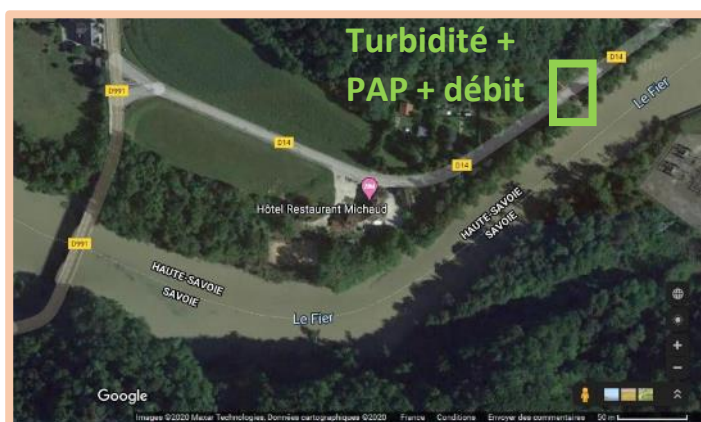 Turbidité +
PAP + débit
D14
Le Fier
D991
D14
D14
Hôtel Restaurant Michaud
D991
HAUTE-SAVOIE
SAVOIE
HAUTE-SAVOIE
SAVOIE
Le Fier
Google
Images ©2020 Maxar Technologies, Données cartographiques ©2020 France Conditions Envoyer des commentaires 50 m